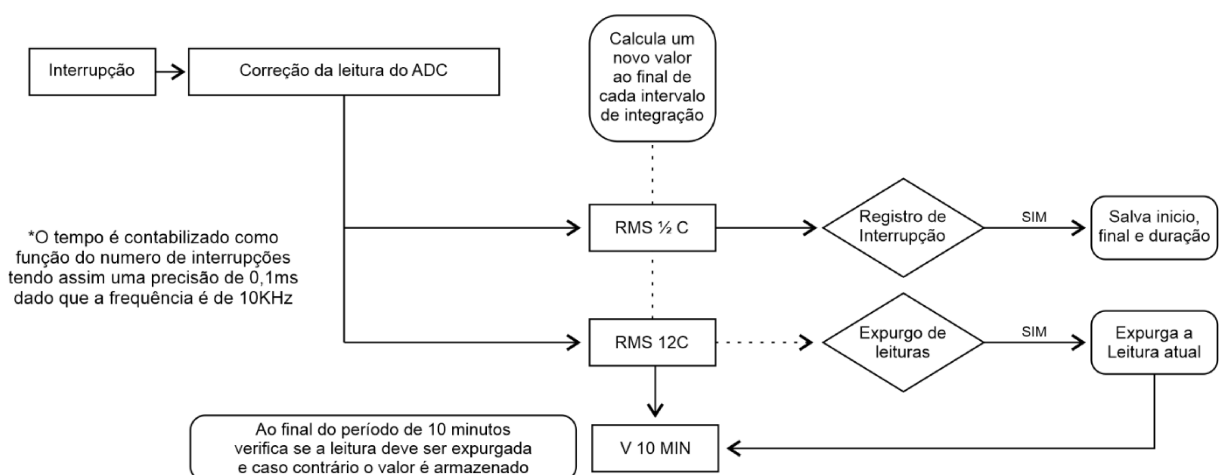 Calcula um
novo valor
ao final de
cada intervalo
de integração
Interrupção
Correção da leitura do ADC
*O tempo é contabilizado como
função do numero de interrupções
tendo assim uma precisão de 0,1ms
dado que a frequência é de 10KHz
RMS ½ C
Registro de
Interrupção
SIM
Salva inicio,
final e duração
RMS 12C
Expurgo de
leituras
SIM
Expurga a
Leitura atual
Ao final do período de 10 minutos
verifica se a leitura deve ser expurgada
e caso contrário o valor é armazenado
V 10 MIN